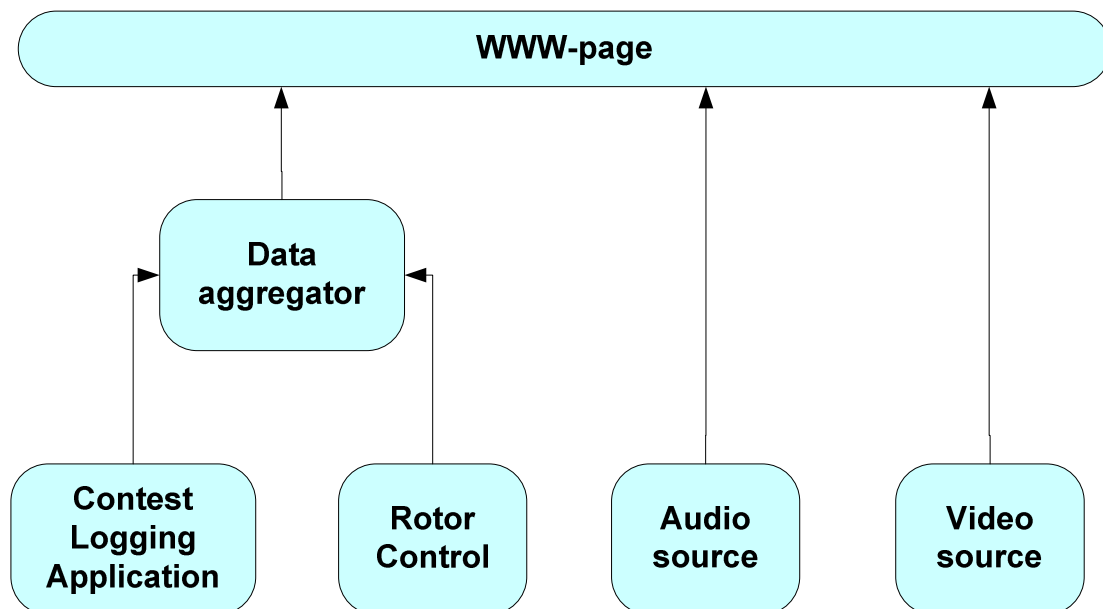 WWW-page
Data
aggregator
Contest
Logging
Application
Rotor
Control
Audio
source
Video
source